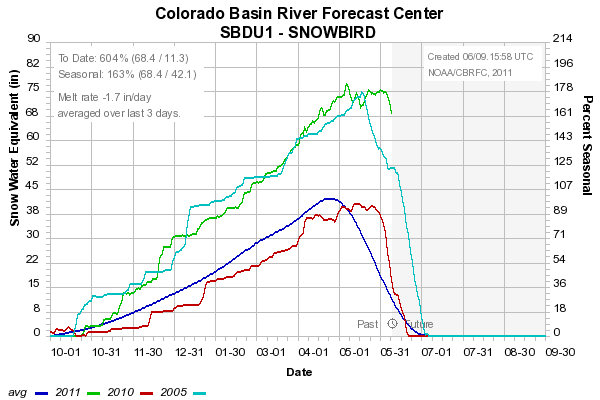 Colorado Basin River Forecast Center
SBDU1 - SNOWBIRD
To Date: 604% (68.4 / 11.3)
Seasonal: 163% (68.4 / 42.1)
Melt rate -1.7 in/day
averaged over last 3 days.
Created 06/09.15:58 UTC
NOAA/CBRFC, 2011
Snow Water Equivalent (in)
90
82
75
68
60
52
45
38
30
22
15
8
0
Percent Seasonal
214
196
178
161
143
125
107
89
74
54
36
18
0
Past
Future
10-01 10-31 11-30 12-31 01-30 03-01 04-01 05-01 05-31 07-01 07-31 08-30 09-30
Date
avg 2011 2010 2005